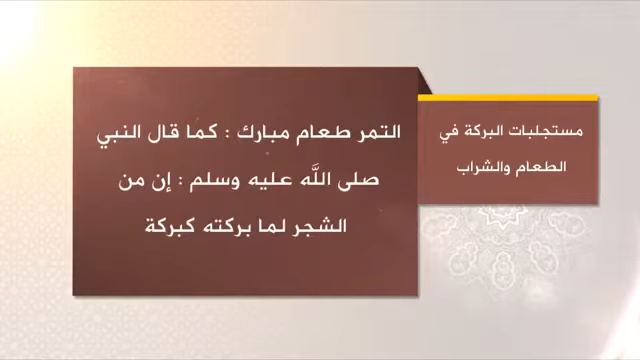 مستجلبات البركة في
الطعام والشراب
التمر طعام مبارك : كما قال النبي
صلى اللَّه عليه وسلم : إن من
الشجر لما بركته كبركة